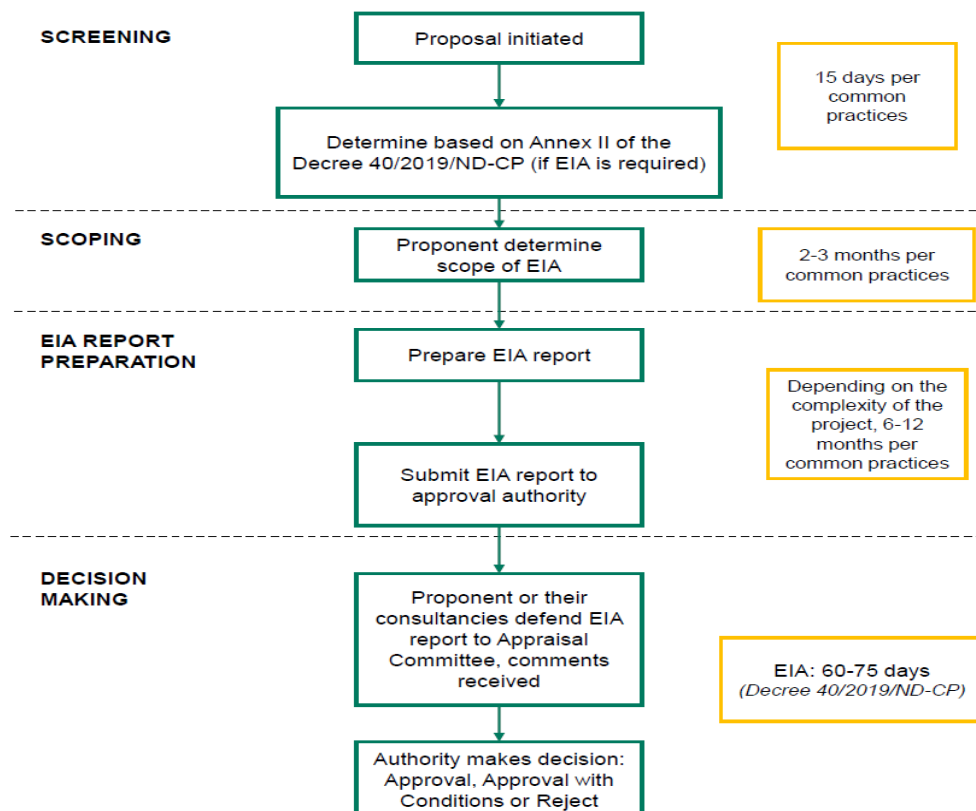 SCREENING
Proposal initiated
15 days per
common
practices
Determine based on Annex II of the
Decree 40/2019/ND-CP (if EIA is required)
SCOPING
Proponent determine
scope of EIA
2-3 months per
common practices
EIA REPORT
PREPARATION
Prepare EIA report
Depending on the
complexity of the
project, 6-12
months per
common practices
Submit EIA report to
approval authority
DECISION
MAKING
Proponent or their
consultancies defend EIA
report to Appraisal
Committee, comments
received
EIA: 60-75 days
(Decree 40/2019/ND-CP)
Authority makes decision:
Approval, Approval with
Conditions or Reject